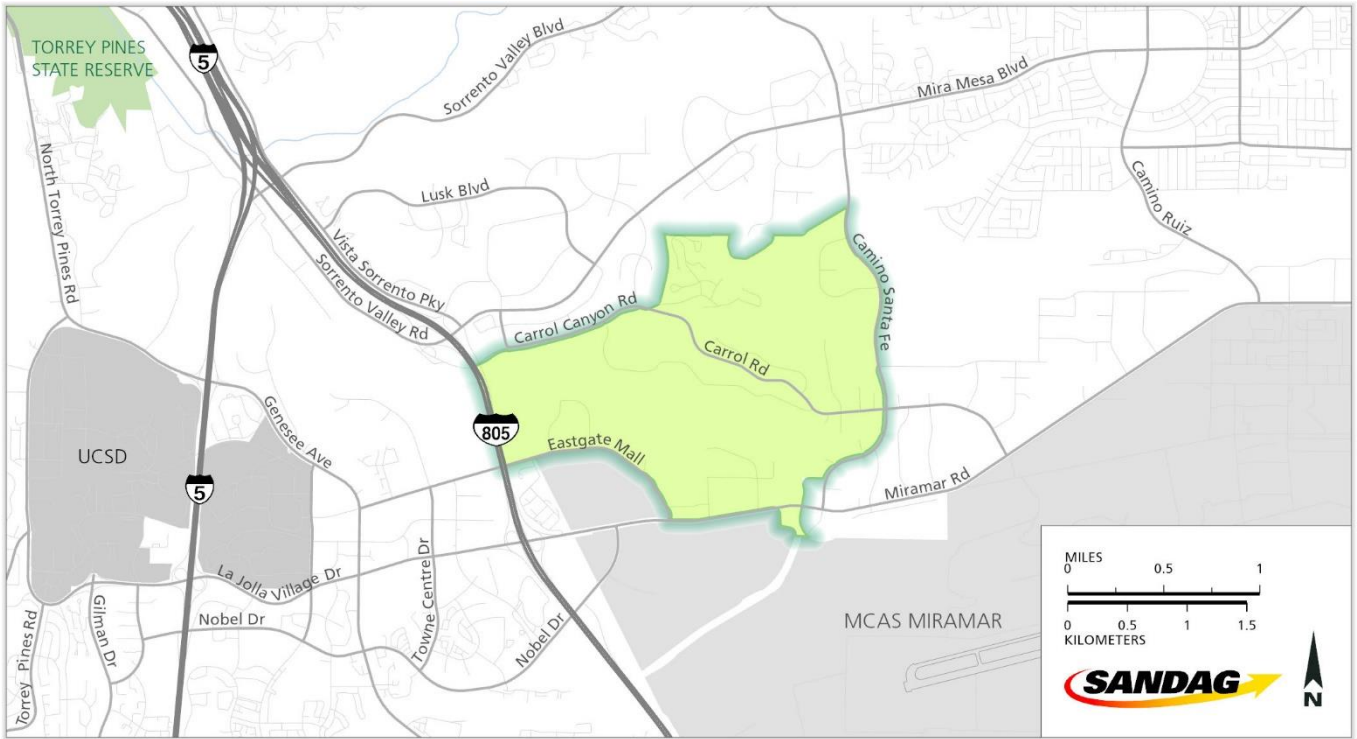 TORREY PINES
STATE RESERVE
5
Sorrento Valley Blvd
Mira Mesa Blvd
North Torrey Pines Rd
Lusk Blvd
Camino Ruiz
Vista Sorrento Pky
Sorrento Valley Rd
Carrol Canyon Rd
Camino Santa Fe
Carrol Rd
Genesee Ave
805
Eastgate Mall
UCSD
5
Miramar Rd
La Jolla Village Dr
Towne Centre Dr
Gilman Dr
Nobel Dr
Nobel Dr
Torrey Pines Rd
MCAS MIRAMAR
MILES
0 0.5 1
0 0.5 1 1.5
KILOMETERS
SANDAG
N